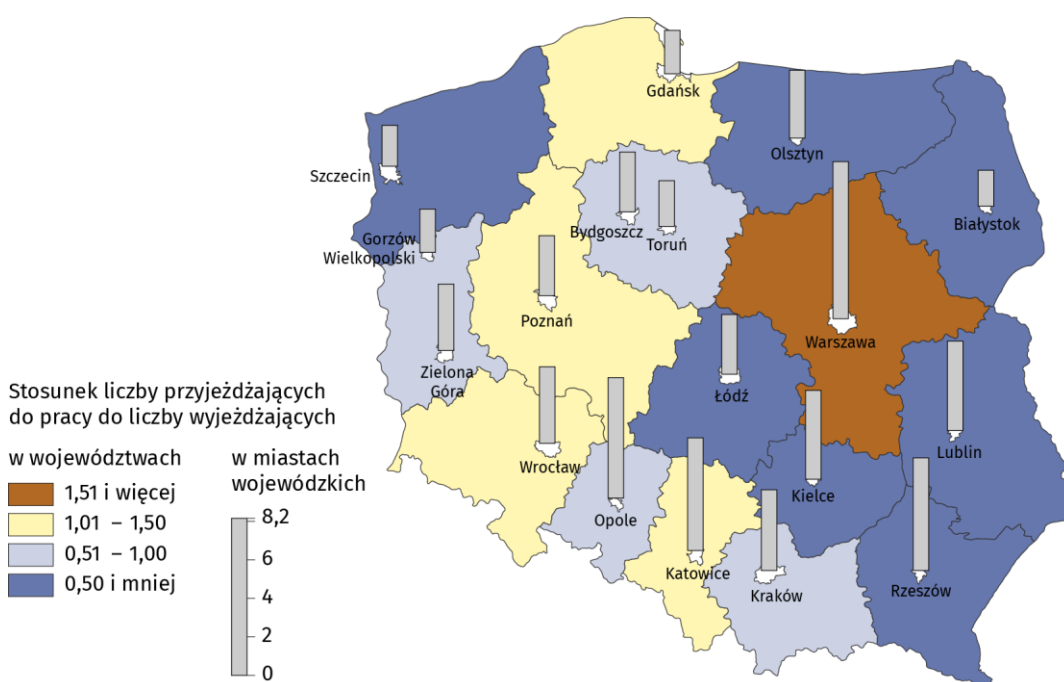 Gdańsk
Olsztyn
Szczecin
Białystok
Bydgoszcz
Toruń
Gorzów
Wielkopolski
Poznań
Warszawa
Zielona
Góra
Łódź
Lublin
Wrocław
Kielce
Opole
Katowice
Kraków
Rzeszów
Stosunek liczby przyjeżdżających
do pracy do liczby wyjeżdżających
w województwach
1,51 i więcej
1,01 – 1,50
0,51 – 1,00
0,50 i mniej
w miastach
wojewódzkich
8,2
6
4
2
0